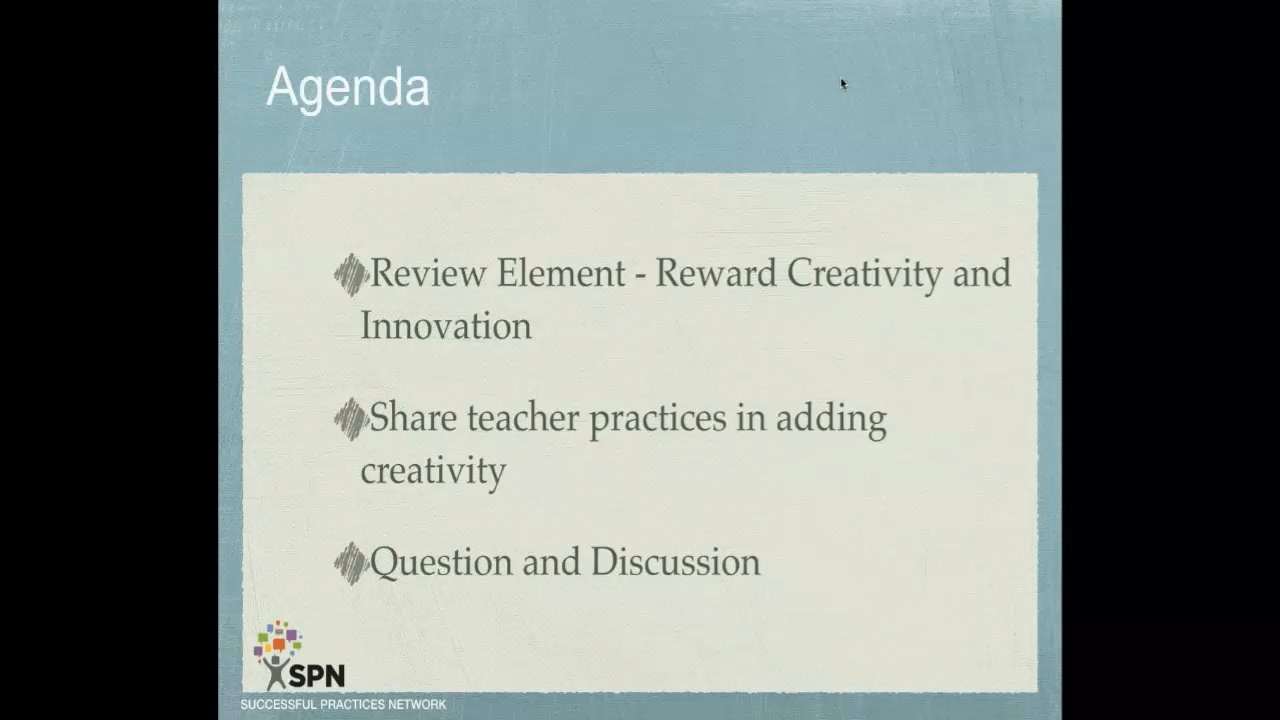 Agenda
Review Element - Reward Creativity and
Innovation
Share teacher practices in adding
creativity
Question and Discussion
SPN
SUCCESSFUL PRACTICES NETWORK